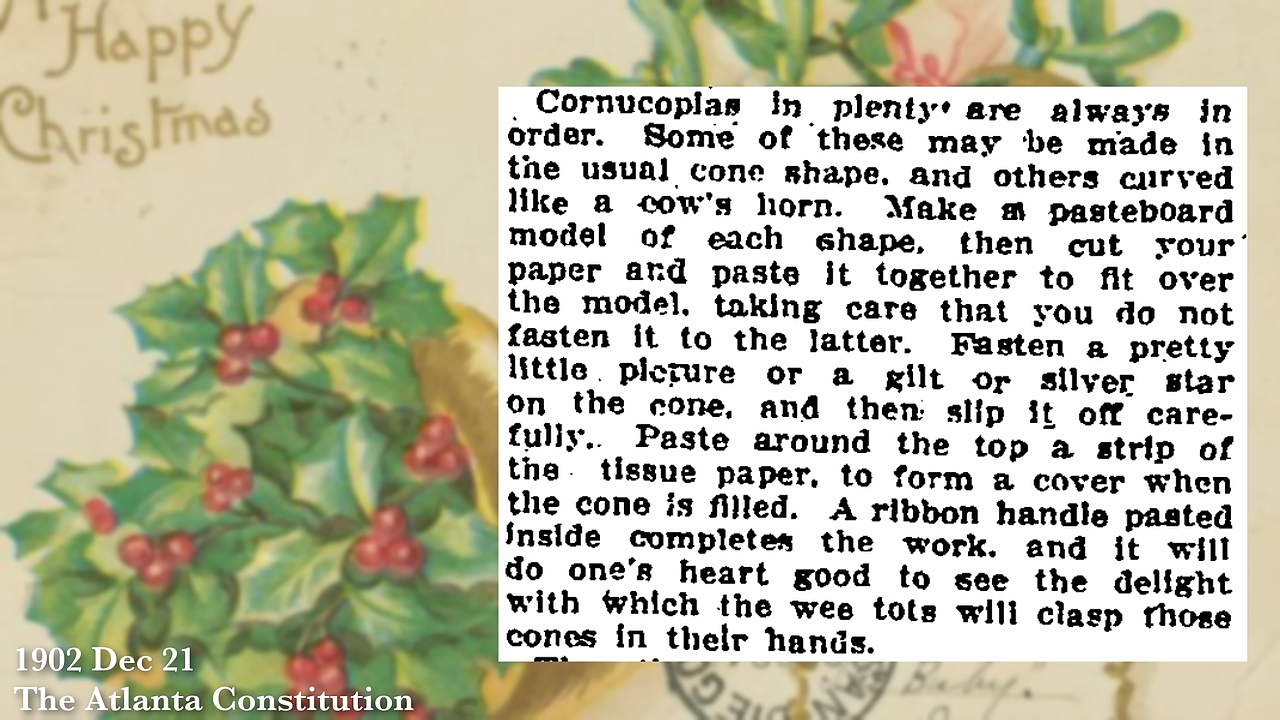 Happy
Christmas
Cornucopias in plenty are always in
order. Some of these may be made in
the usual cone shape, and others curved
like a cow's horn. Make a pasteboard
model of each shape, then cut your
paper and paste it together to fit over
the model, taking care that you do not
fasten it to the latter. Fasten a pretty
little picture or a gilt or silver star
on the cone, and then slip it off care-
fully. Paste around the top a strip of
the tissue paper, to form a cover when
the cone is filled. A ribbon handle pasted
inside completes the work, and it will
do one's heart good to see the delight
with which the wee tots will clasp those
cones in their hands.
1902 Dec 21
The Atlanta Constitution